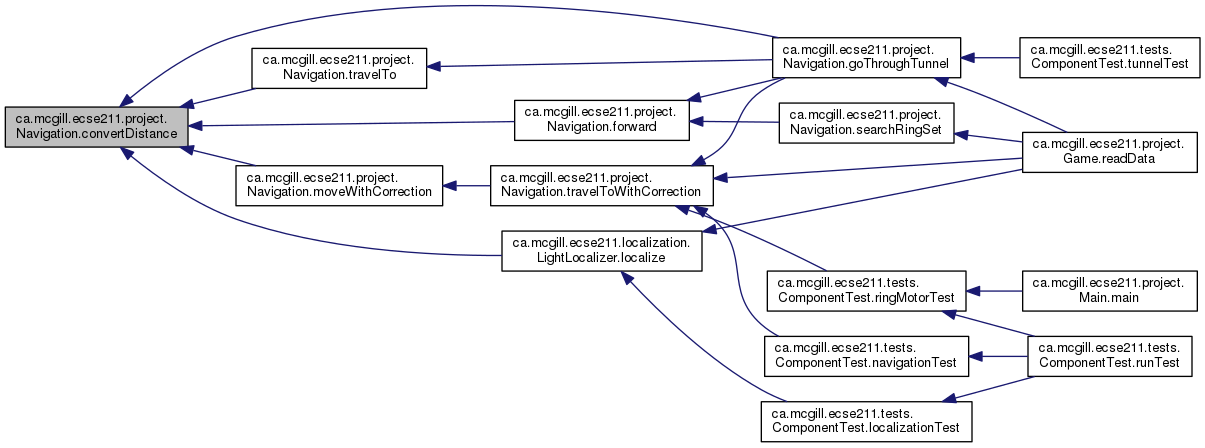 ca.mcgill.ecse211.project.
Navigation.convertDistance
ca.mcgill.ecse211.project.
Navigation.travelTo
ca.mcgill.ecse211.project.
Navigation.forward
ca.mcgill.ecse211.project.
Navigation.moveWithCorrection
ca.mcgill.ecse211.project.
Navigation.travelToWithCorrection
ca.mcgill.ecse211.localization.
LightLocalizer.localize
ca.mcgill.ecse211.project.
Navigation.goThroughTunnel
ca.mcgill.ecse211.project.
Navigation.searchRingSet
ca.mcgill.ecse211.tests.
ComponentTest.ringMotorTest
ca.mcgill.ecse211.tests.
ComponentTest.navigationTest
ca.mcgill.ecse211.tests.
ComponentTest.localizationTest
ca.mcgill.ecse211.tests.
ComponentTest.tunnelTest
ca.mcgill.ecse211.project.
Game.readData
ca.mcgill.ecse211.project.
Main.main
ca.mcgill.ecse211.tests.
ComponentTest.runTest